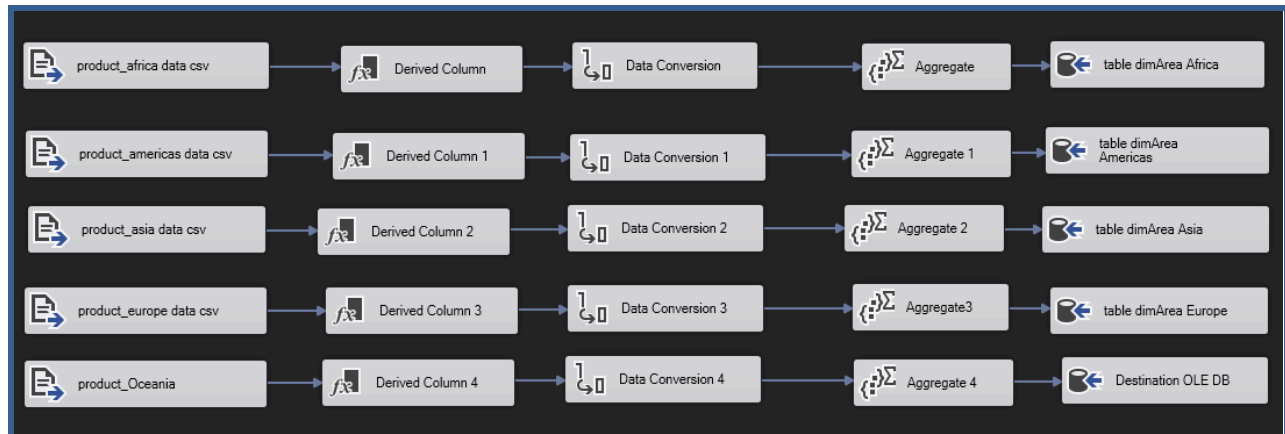 product_africa data csv
Derived Column
Data Conversion
Aggregate
table dimArea Africa
product_americas data csv
Derived Column 1
Data Conversion 1
Aggregate 1
table dimArea
Americas
product_asia data csv
Derived Column 2
Data Conversion 2
Aggregate 2
table dimArea Asia
product_europe data csv
Derived Column 3
Data Conversion 3
Aggregate3
table dimArea Europe
product_Oceania
Derived Column 4
Data Conversion 4
Aggregate 4
Destination OLE DB